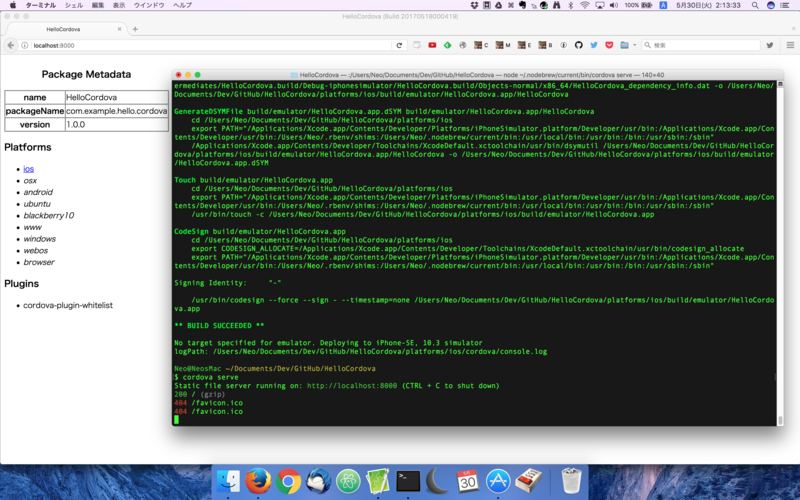 ターミナル シェル 編集 表示 ウインドウ ヘルプ
100% 5月30日(火) 2:13:33
HelloCordova (Build 20170518000419)
HelloCordova
localhost:8000
検索
Package Metadata
name HelloCordova
packageName com.example.hello.cordova
version 1.0.0
Platforms
ios
osx
android
ubuntu
blackberry10
www
windows
webos
browser
Plugins
cordova-plugin-whitelist
HelloCordova — ~/Users/Neo/Documents/Dev/GitHub/HelloCordova — node ~/.nodebrew/current/bin/cordova serve — 140×40
ermediates/HelloCordova.build/Debug-iphonesimulator/HelloCordova.build/Objects-normal/x86_64/HelloCordova_dependency_info.dat -o /Users/Neo/
Documents/Dev/GitHub/HelloCordova/platforms/ios/build/emulator/HelloCordova.app/HelloCordova
GenerateDSYMFile build/emulator/HelloCordova.app.dSYM build/emulator/HelloCordova.app/HelloCordova
cd /Users/Neo/Documents/Dev/GitHub/HelloCordova/platforms/ios
export PATH="/Applications/Xcode.app/Contents/Developer/Platforms/iPhoneSimulator.platform/Developer/usr/bin:/Applications/Xcode.app/Con
tents/Developer/usr/bin:/Users/Neo/.rbenv/shims:/Users/Neo/.nodebrew/current/bin:/usr/local/bin:/usr/bin:/bin:/usr/sbin:/sbin"
/Applications/Xcode.app/Contents/Developer/Toolchains/XcodeDefault.xctoolchain/usr/bin/dsymutil /Users/Neo/Documents/Dev/GitHub/HelloCor
dova/platforms/ios/build/emulator/HelloCordova.app/HelloCordova -o /Users/Neo/Documents/Dev/GitHub/HelloCordova/platforms/ios/build/emulator
/HelloCordova.app.dSYM
Touch build/emulator/HelloCordova.app
cd /Users/Neo/Documents/Dev/GitHub/HelloCordova/platforms/ios
export PATH="/Applications/Xcode.app/Contents/Developer/Platforms/iPhoneSimulator.platform/Developer/usr/bin:/Applications/Xcode.app/Con
tents/Developer/usr/bin:/Users/Neo/.rbenv/shims:/Users/Neo/.nodebrew/current/bin:/usr/local/bin:/usr/bin:/bin:/usr/sbin:/sbin"
/usr/bin/touch -c /Users/Neo/Documents/Dev/GitHub/HelloCordova/platforms/ios/build/emulator/HelloCordova.app
CodeSign build/emulator/HelloCordova.app
cd /Users/Neo/Documents/Dev/GitHub/HelloCordova/platforms/ios
export CODESIGN_ALLOCATE=/Applications/Xcode.app/Contents/Developer/Toolchains/XcodeDefault.xctoolchain/usr/bin/codesign_allocate
export PATH="/Applications/Xcode.app/Contents/Developer/Platforms/iPhoneSimulator.platform/Developer/usr/bin:/Applications/Xcode.app/Con
tents/Developer/usr/bin:/Users/Neo/.rbenv/shims:/Users/Neo/.nodebrew/current/bin:/usr/local/bin:/usr/bin:/bin:/usr/sbin:/sbin"
Signing Identity: "-"
/usr/bin/codesign --force --sign - --timestamp=none /Users/Neo/Documents/Dev/GitHub/HelloCordova/platforms/ios/build/emulator/HelloCordo
va.app
** BUILD SUCCEEDED **
No target specified for emulator. Deploying to iPhone-SE, 10.3 simulator
logPath: /Users/Neo/Documents/Dev/GitHub/HelloCordova/platforms/ios/cordova/console.log
Neo@NeosMac ~/Documents/Dev/GitHub/HelloCordova
$ cordova serve
Static file server running on: http://localhost:8000 (CTRL + C to shut down)
200 / (gzip)
404 /favicon.ico
404 /favicon.ico
30